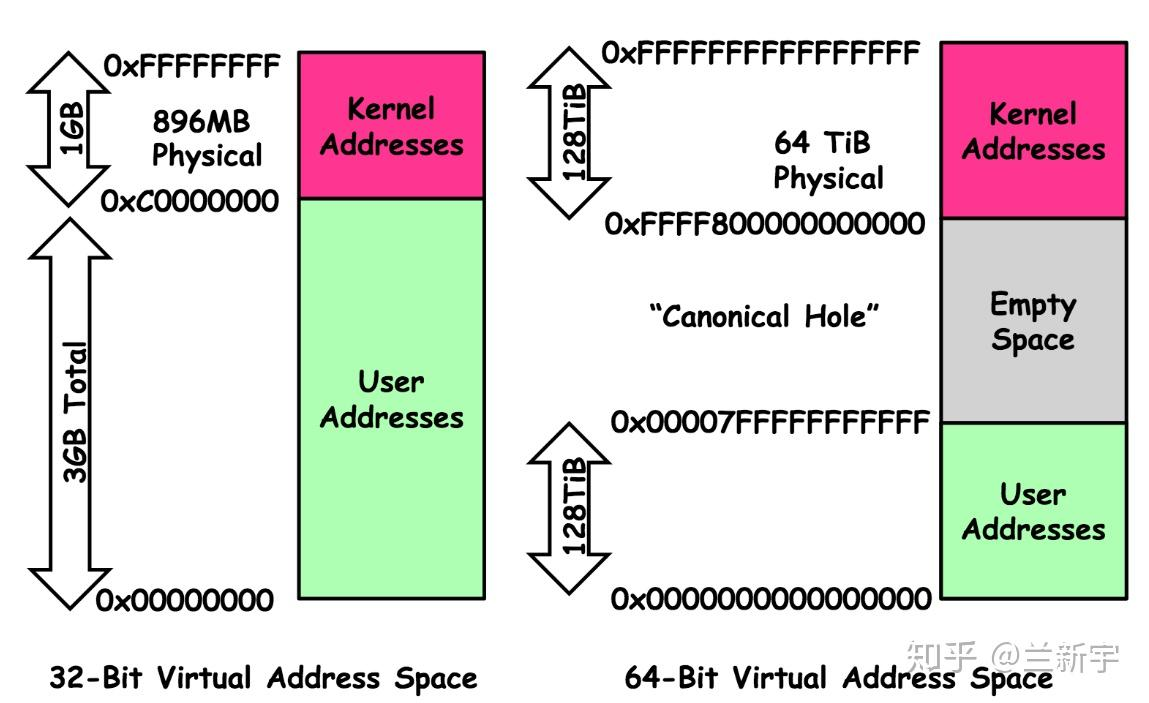 0xFFFFFFFF
1GB
896MB
Physical
0xC0000000
Kernel
Addresses
3GB Total
User
Addresses
0x00000000
32-Bit Virtual Address Space
0xFFFFFFFFFFFFFFFF
128TiB
64 TiB
Physical
0xFFFF800000000000
Kernel
Addresses
“Canonical Hole”
Empty
Space
0x00007FFFFFFFFFFF
128TiB
User
Addresses
0x0000000000000000
64-Bit Virtual Address Space
知乎 @兰新宇